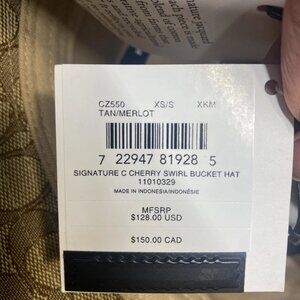 CZ550 XS/S XKM
TAN/MERLOT
7 22947 81928 5
SIGNATURE C CHERRY SWIRL BUCKET HAT
11010329
MADE IN INDONESIA/INDONÉSIE
MFSRP
$128.00 USD
$150.00 CAD